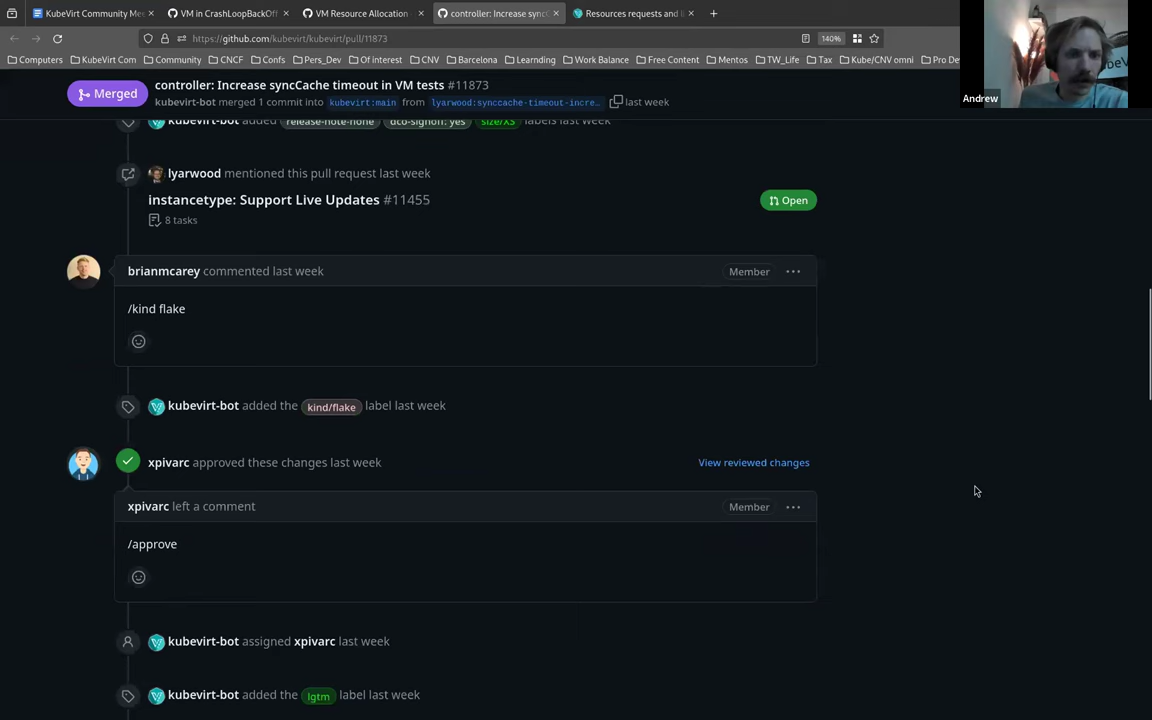 KubeVirt Community Me
VM in CrashLoopBackOff
VM Resource Allocation
controller: Increase sync
Resources requests and li
https://github.com/kubevirt/kubevirt/pull/11873
140%
Computers
KubeVirt Com
Community
CNCF
Confs
Pers_Dev
Of interest
CNV
Barcelona
Learnding
Work Balance
Free Content
Mentos
TW_Life
Tax
Kube/CNV omni
Pro De
Andrew
Merged
controller: Increase syncCache timeout in VM tests #11873
kubevirt-bot merged 1 commit into kubevirt:main from lyarwood:synccache-timeout-incre… last week
kubevirt-bot added release-note-none dco-signoff: yes size/XS labels last week
lyarwood mentioned this pull request last week
instancetype: Support Live Updates #11455
Open
8 tasks
brianmcarey commented last week
Member
/kind flake
kubevirt-bot added the kind/flake label last week
xpivarc approved these changes last week
View reviewed changes
xpivarc left a comment
Member
/approve
kubevirt-bot assigned xpivarc last week
kubevirt-bot added the lgtm label last week